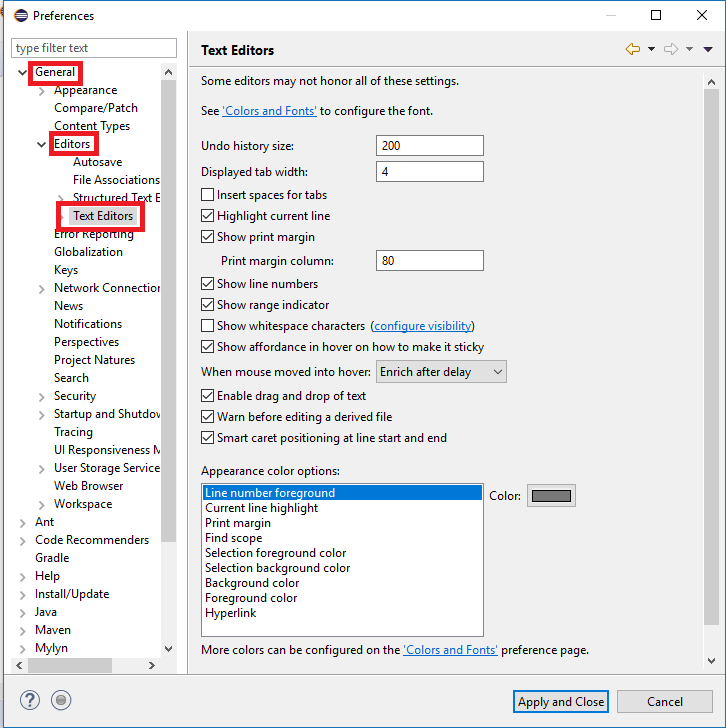 Preferences
type filter text
General
Appearance
Compare/Patch
Content Types
Editors
Autosave
File Associations
Structured Text E
Text Editors
Error Reporting
Globalization
Keys
Network Connection
News
Notifications
Perspectives
Project Natures
Search
Security
Startup and Shutdow
Tracing
UI Responsiveness M
User Storage Service
Web Browser
Workspace
Ant
Code Recommenders
Gradle
Help
Install/Update
Java
Maven
Mylyn
Text Editors
Some editors may not honor all of these settings.
See 'Colors and Fonts' to configure the font.
Undo history size: 200
Displayed tab width: 4
Insert spaces for tabs
Highlight current line
Show print margin
Print margin column: 80
Show line numbers
Show range indicator
Show whitespace characters (configure visibility)
Show affordance in hover on how to make it sticky
When mouse moved into hover: Enrich after delay
Enable drag and drop of text
Warn before editing a derived file
Smart caret positioning at line start and end
Appearance color options:
Line number foreground
Current line highlight
Print margin
Find scope
Selection foreground color
Selection background color
Background color
Foreground color
Hyperlink
Color:
More colors can be configured on the 'Colors and Fonts' preference page.
?
Apply and Close
Cancel